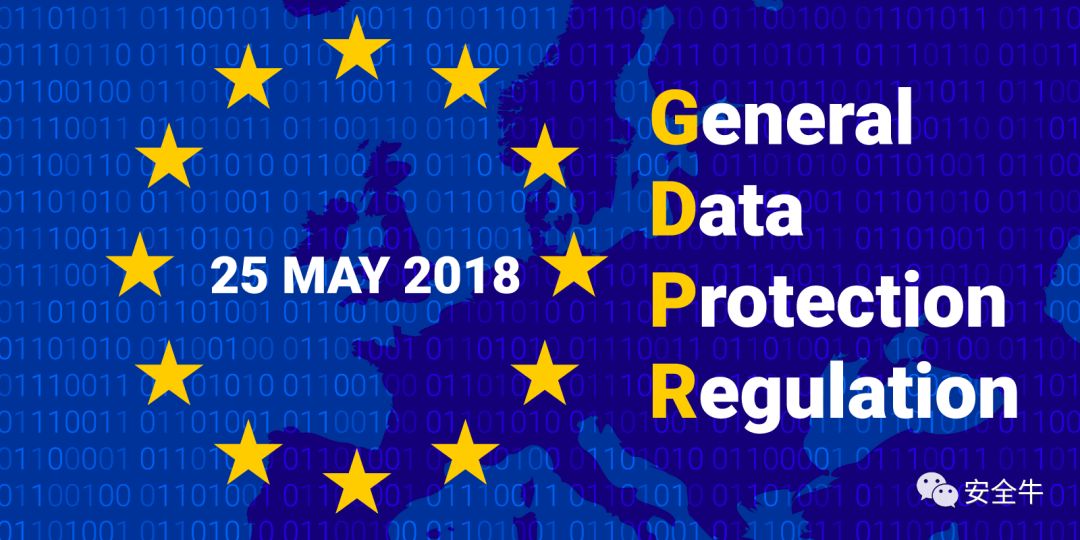 25 MAY 2018
General
Data
Protection
Regulation
安全牛